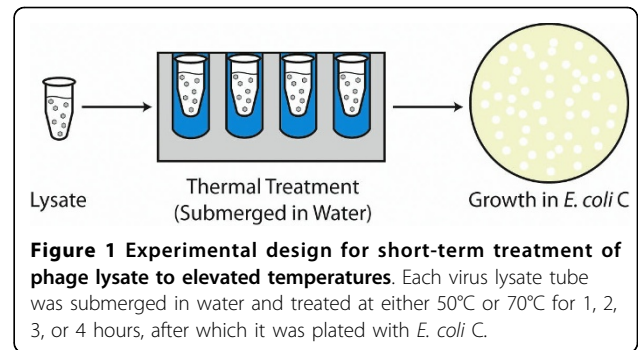 Lysate
Thermal Treatment
(Submerged in Water)
Growth in E. coli C
Figure 1 Experimental design for short-term treatment of
phage lysate to elevated temperatures. Each virus lysate tube
was submerged in water and treated at either 50°C or 70°C for 1, 2,
3, or 4 hours, after which it was plated with E. coli C.